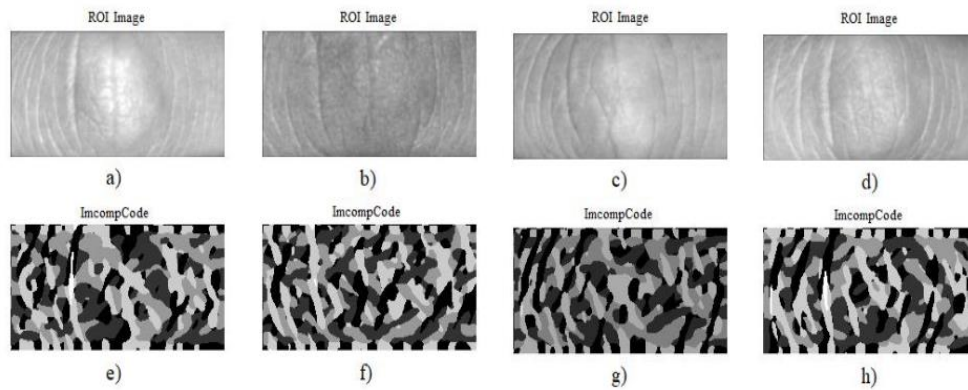 ROI Image ROI Image ROI Image ROI Image
a) b) c) d)
ImcompCode ImcompCode ImcompCode ImcompCode
e) f) g) h)